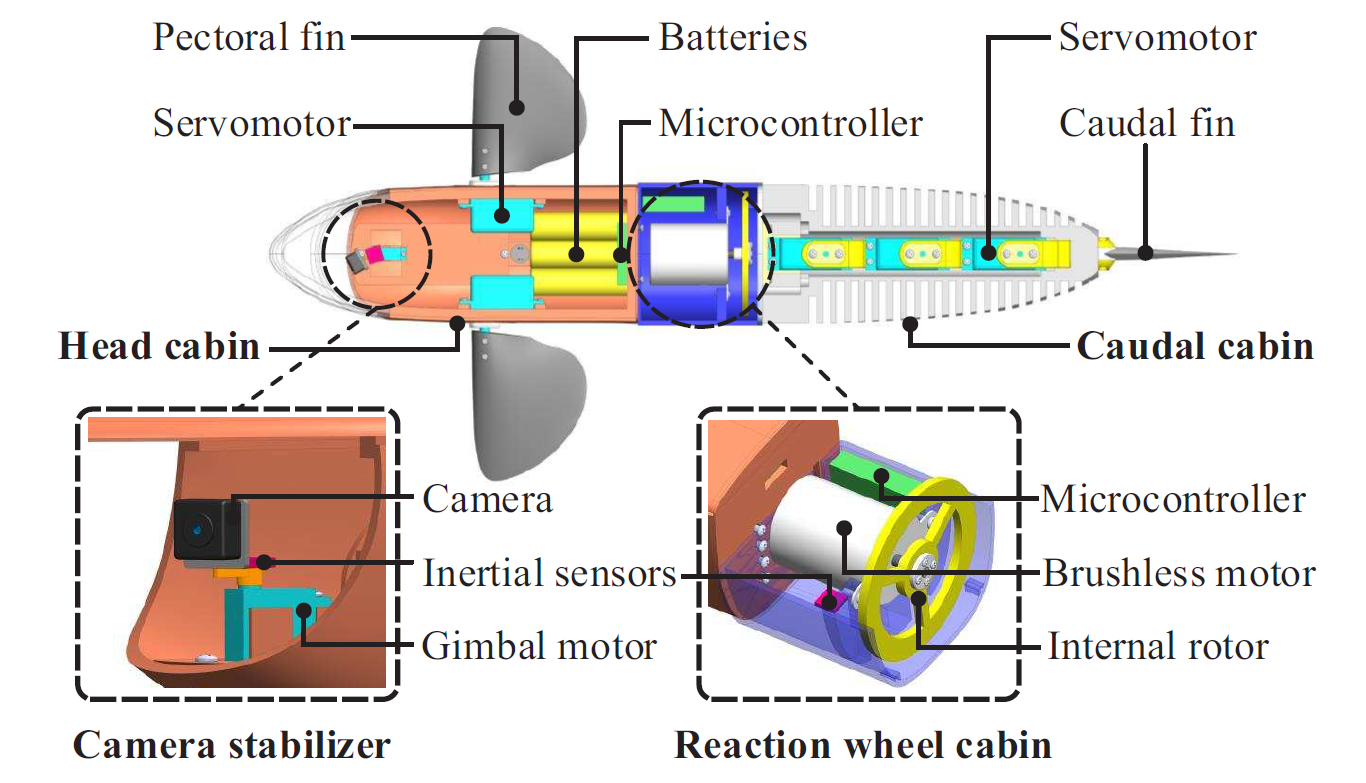 Pectoral fin
Batteries
Servomotor
Servomotor
Microcontroller
Caudal fin
Head cabin
Caudal cabin
Camera
Microcontroller
Inertial sensors
Brushless motor
Gimbal motor
Internal rotor
Camera stabilizer
Reaction wheel cabin